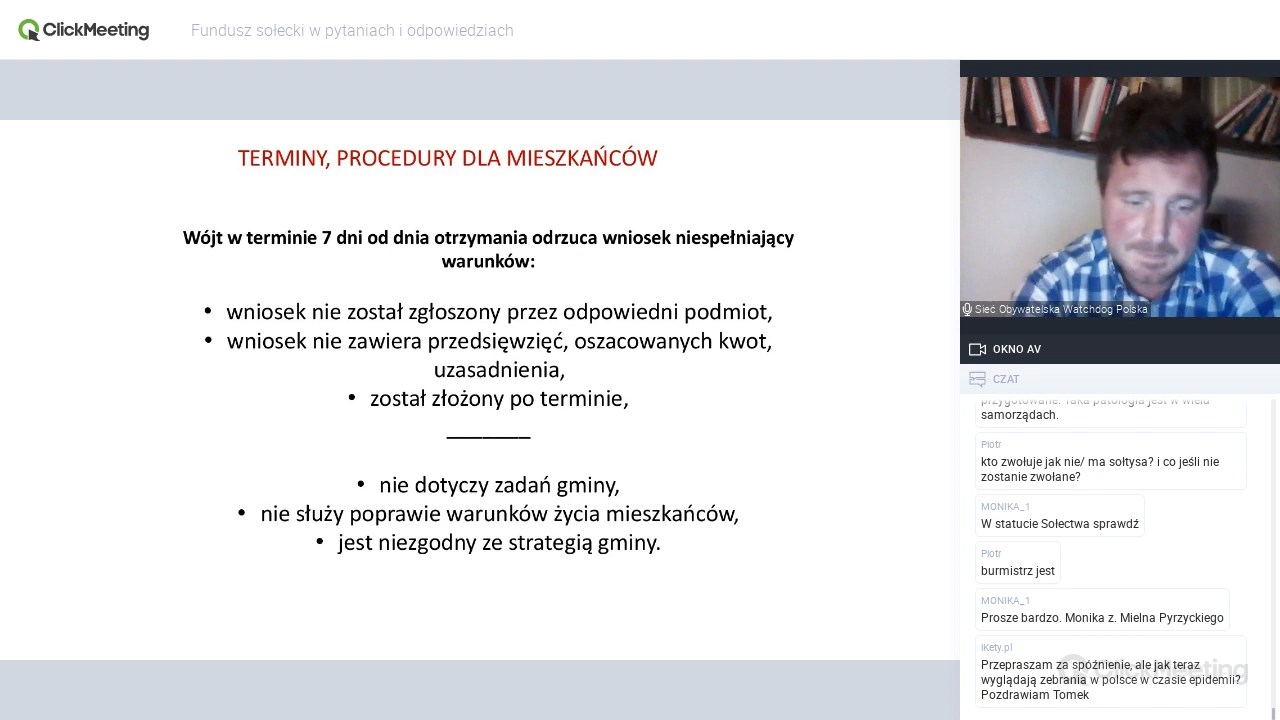 ClickMeeting
Fundusz sołecki w pytaniach i odpowiedziach
TERMINY, PROCEDURY DLA MIESZKAŃCÓW
Wójt w terminie 7 dni od dnia otrzymania odrzuca wniosek niespełniający
warunków:
• wniosek nie został zgłoszony przez odpowiedni podmiot,
• wniosek nie zawiera przedsięwzięć, oszacowanych kwot,
uzasadnienia,
• został złożony po terminie,
• nie dotyczy zadań gminy,
• nie służy poprawie warunków życia mieszkańców,
• jest niezgodny ze strategią gminy.
Sieć Obywatelska Watchdog Polska
OKNO AV
CZAT
przygotowane. Taka patologia jest w wielu
samorządach.
Piotr
kto zwołuje jak nie/ ma sołtysa? i co jeśli nie
zostanie zwołane?
MONIKA_1
W statucie Sołectwa sprawdź
Piotr
burmistrz jest
MONIKA_1
Prosze bardzo. Monika z. Mielna Pyrzyckiego
iKety.pl
Przepraszam za spóźnienie, ale jak teraz
wyglądają zebrania w polsce w czasie epidemii?
Pozdrawiam Tomek
ClickMeeting